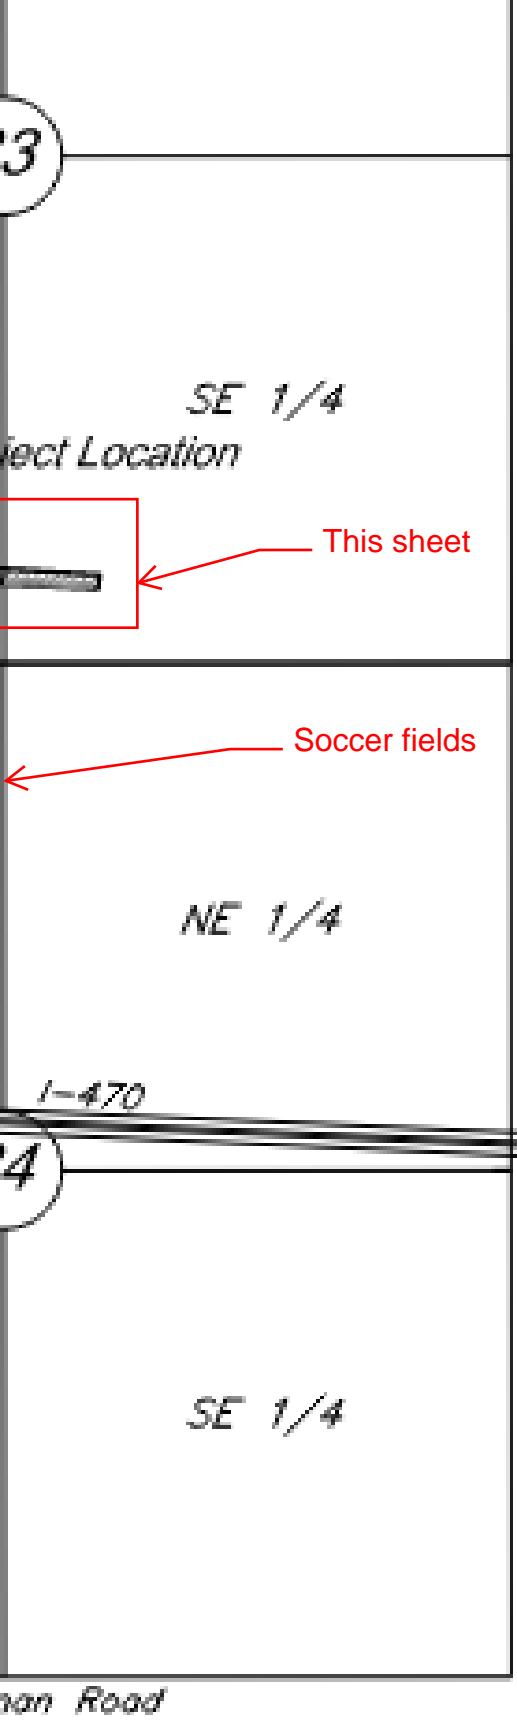 3
SE 1/4
ject Location
This sheet
Soccer fields
NE 1/4
I-470
4
SE 1/4
Road